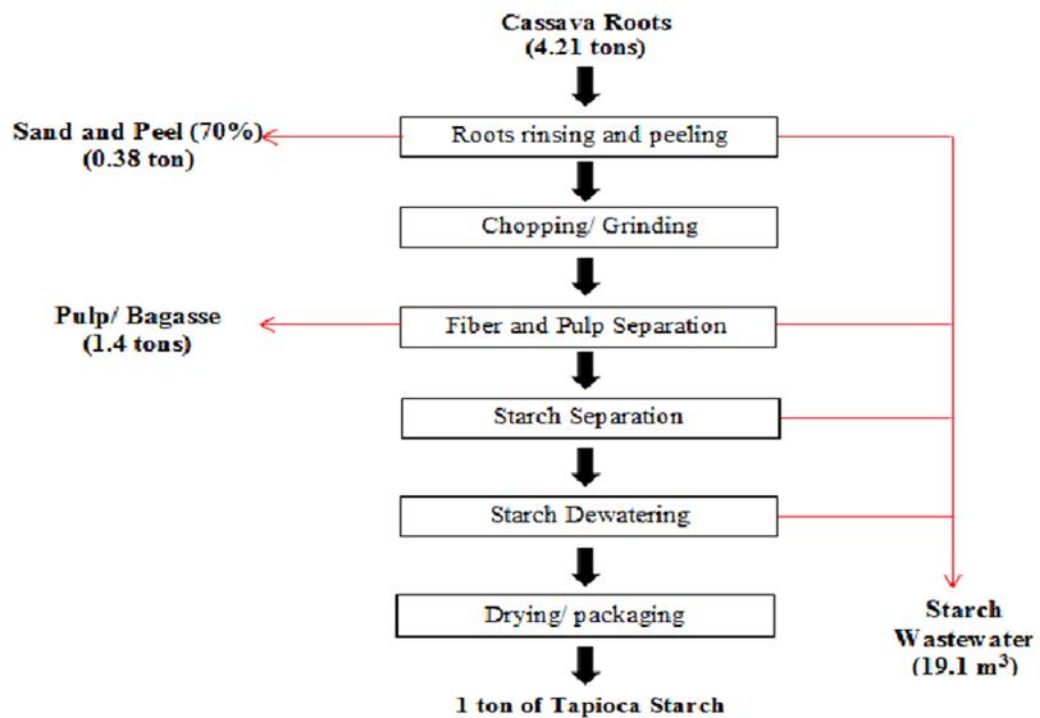 Cassava Roots
(4.21 tons)
Sand and Peel (70%)
(0.38 ton)
Roots rinsing and peeling
Chopping/ Grinding
Pulp/ Bagasse
(1.4 tons)
Fiber and Pulp Separation
Starch Separation
Starch Dewatering
Drying/ packaging
Starch
Wastewater
(19.1 m³)
1 ton of Tapioca Starch